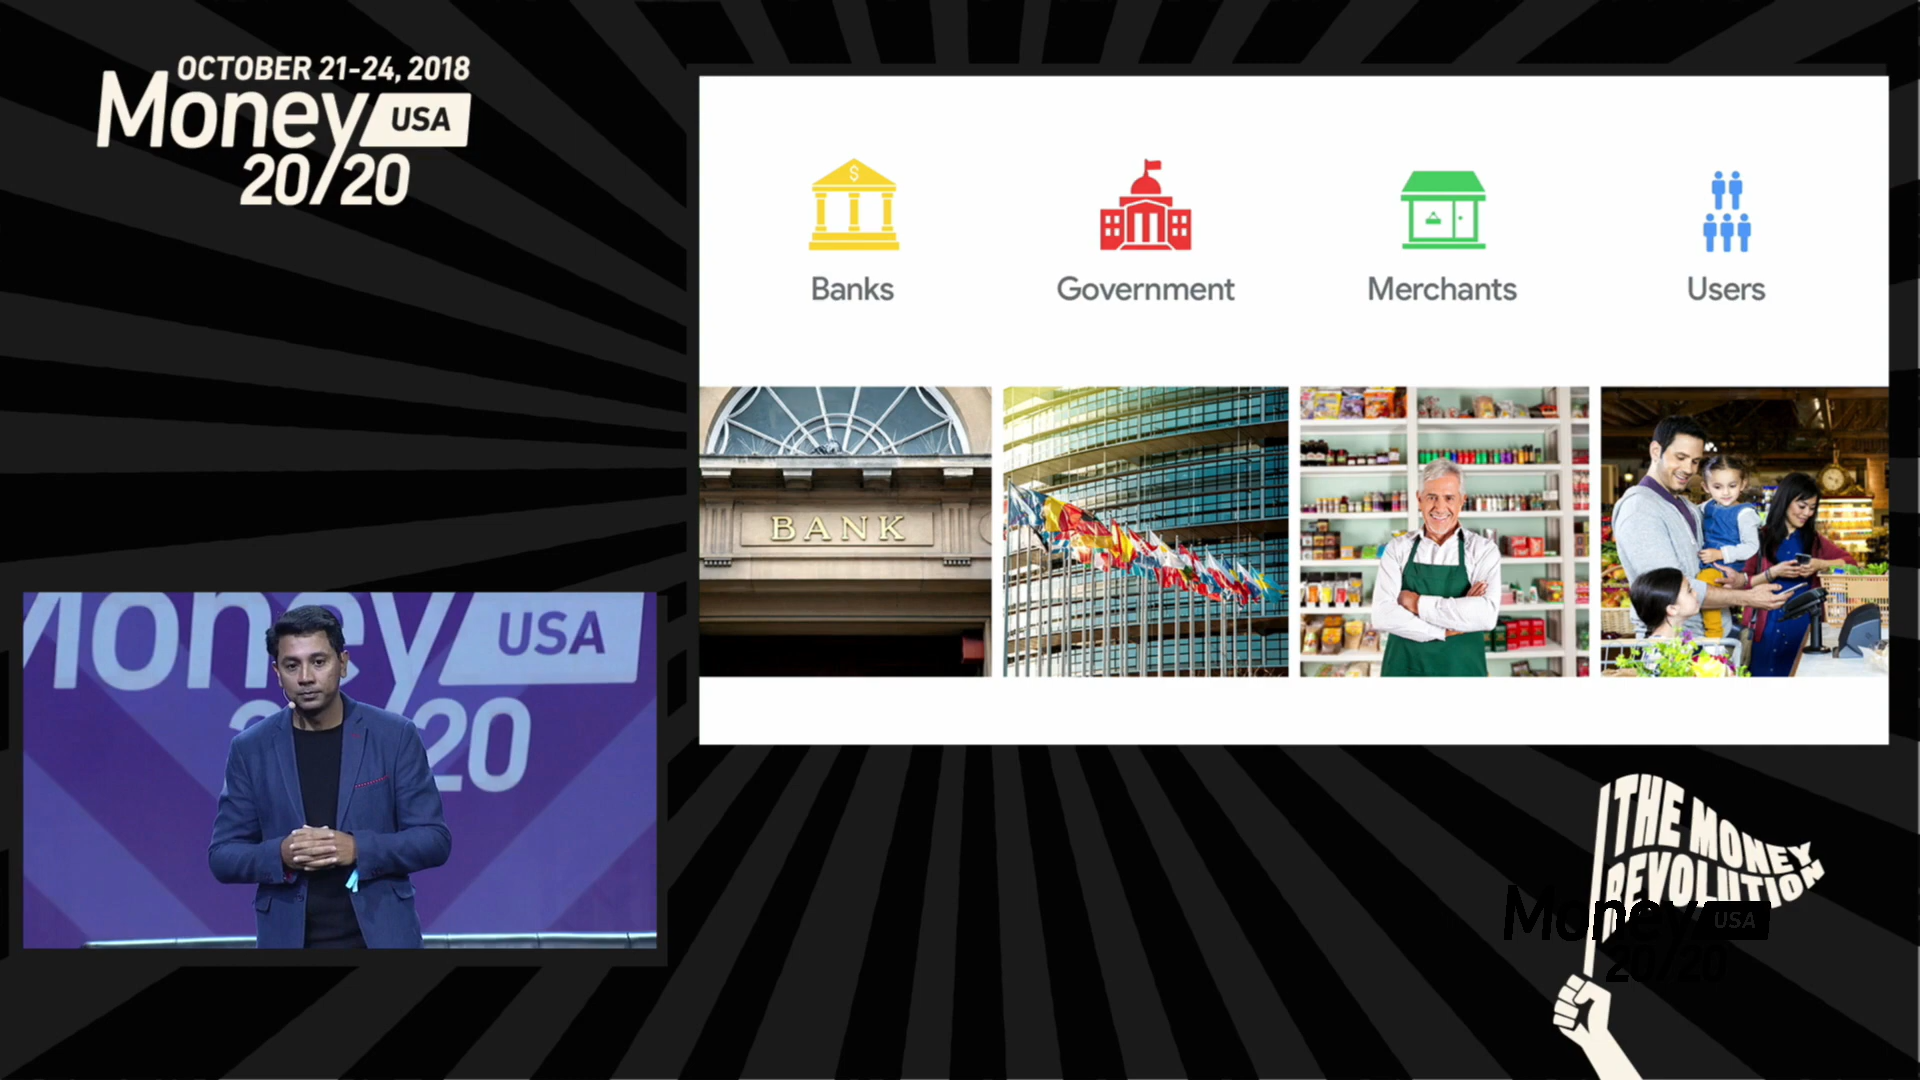 OCTOBER 21-24, 2018
Money USA
20/20
$
Banks
Government
Merchants
Users
BANK
Money USA
20/20
THE MONEY
REVOLUTION
Money USA
20/20